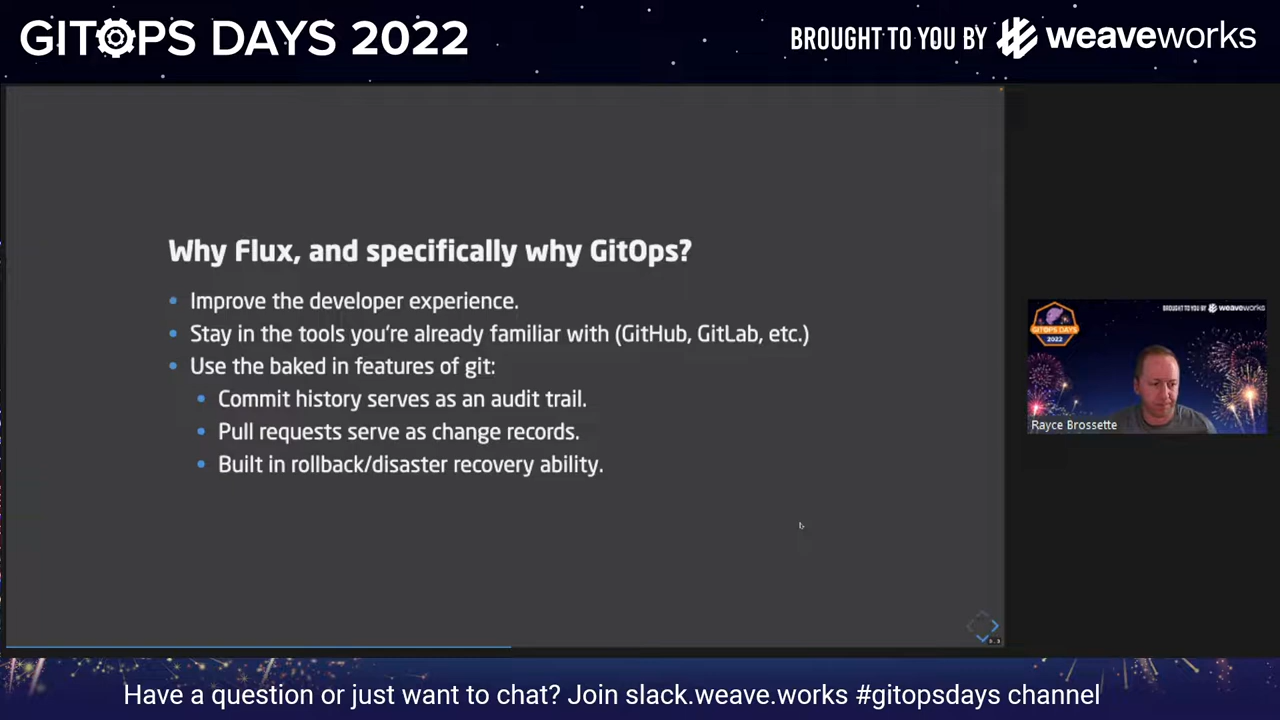 GITOPS DAYS 2022
BROUGHT TO YOU BY weaveworks
Why Flux, and specifically why GitOps?
Improve the developer experience.
Stay in the tools you're already familiar with (GitHub, GitLab, etc.)
Use the baked in features of git:
Commit history serves as an audit trail.
Pull requests serve as change records.
Built in rollback/disaster recovery ability.
BROUGHT TO YOU BY weaveworks
GITOPS DAYS
2022
Rayce Brossette
Have a question or just want to chat? Join slack.weave.works #gitopsdays channel